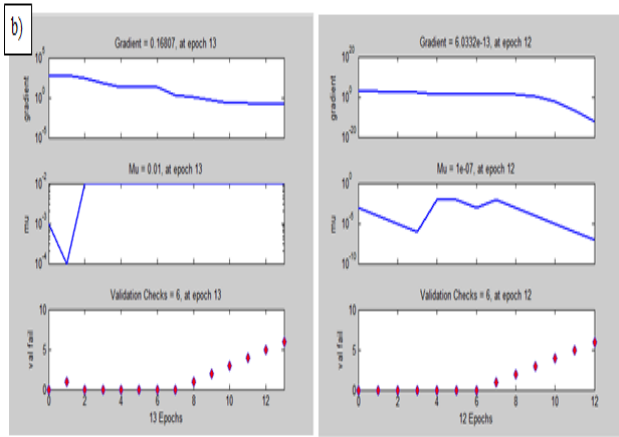 b)
Gradient = 0.16807, at epoch 13
10^5
10^0
10^-5
gradient
Mu = 0.01, at epoch 13
10^-2
10^-3
10^-4
mu
Validation Checks = 6, at epoch 13
10
5
0
val fail
0 2 4 6 8 10 12
13 Epochs
Gradient = 6.0332e-13, at epoch 12
10^20
10^0
10^-20
gradient
Mu = 1e-07, at epoch 12
10^0
10^-5
10^-10
mu
Validation Checks = 6, at epoch 12
10
5
0
val fail
0 2 4 6 8 10 12
12 Epochs